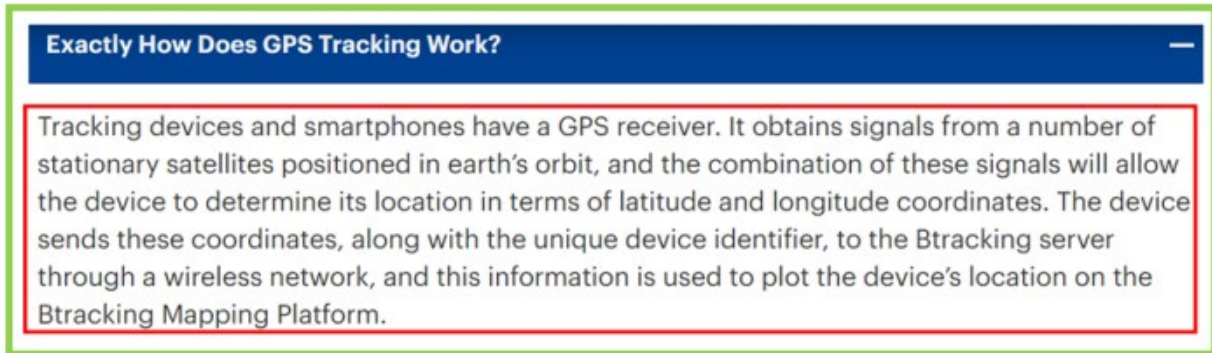 Exactly How Does GPS Tracking Work?
Tracking devices and smartphones have a GPS receiver. It obtains signals from a number of
stationary satellites positioned in earth's orbit, and the combination of these signals will allow
the device to determine its location in terms of latitude and longitude coordinates. The device
sends these coordinates, along with the unique device identifier, to the Btracking server
through a wireless network, and this information is used to plot the device's location on the
Btracking Mapping Platform.